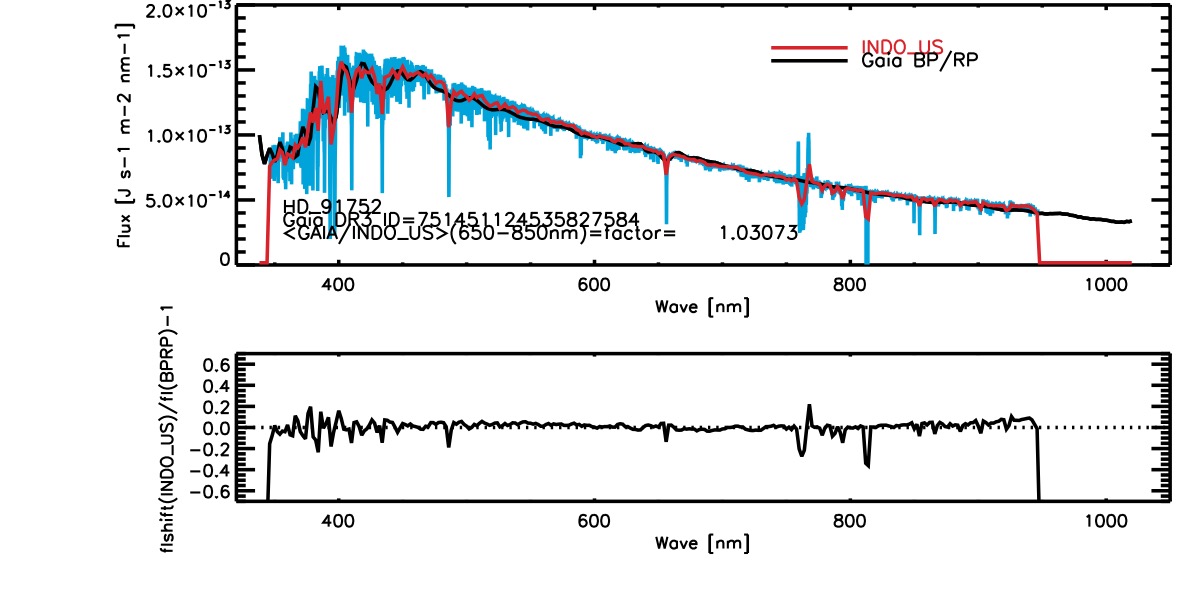 2.0×10−13
1.5×10−13
1.0×10−13
5.0×10−14
0
Flux [J s−1 m−2 nm−1]
INDO_US
Gaia BP/RP
HD_91752
Gaia DR3_ID=751451124535827584
<GAIA/INDO_US>(650−850nm)=factor= 1.03073
400 600 800 1000
Wave [nm]
flshift(INDO_US)/fl(BPRP)−1
0.6
0.4
0.2
0.0
−0.2
−0.4
−0.6
400 600 800 1000
Wave [nm]